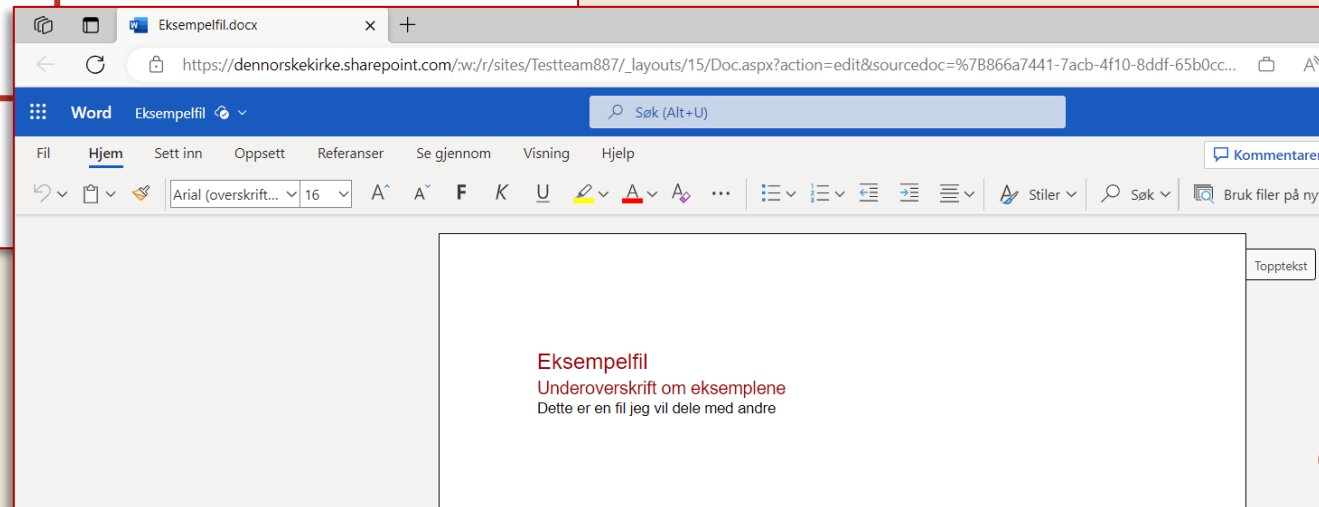 Eksempelfil.docx
https://dennorskekirke.sharepoint.com/:w:/r/sites/Testteam887/_layouts/15/Doc.aspx?action=edit&sourcedoc=%7B866a7441-7acb-4f10-8ddf-65b0cc...
Word Eksempelfil Søk (Alt+U)
Fil Hjem Sett inn Oppsett Referanser Se gjennom Visning Hjelp Kommentarer
Arial (overskrift... 16 A A F K U A A ... Stiler Søk Bruk filer på ny
Topptekst
Eksempelfil
Underoverskrift om eksemplene
Dette er en fil jeg vil dele med andre